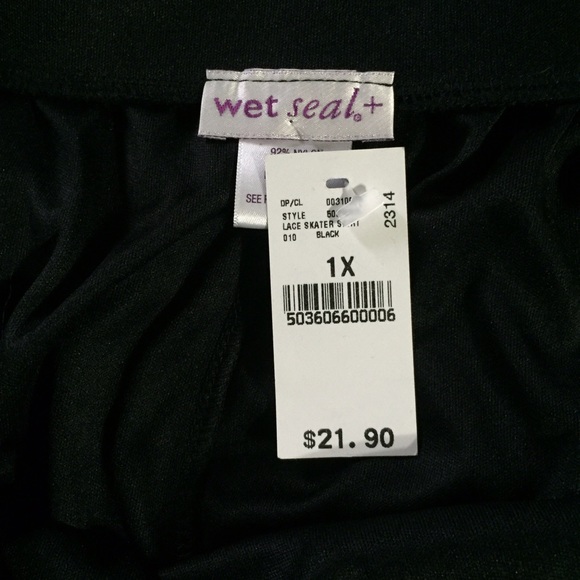 wet seal.+
92%
SEE
DP/CL
STYLE
LACE SKATER
010 BLACK
2314
1X
503606600006
$21.90